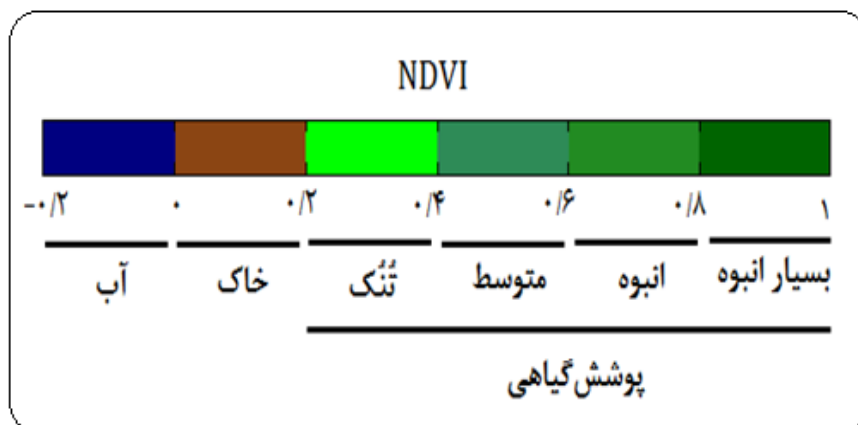 NDVI
-۰/۲ ۰ ۰/۲ ۰/۴ ۰/۶ ۰/۸ ۱
آب خاک تُنُک متوسط انبوه بسیار انبوه
پوشش‌گیاهی